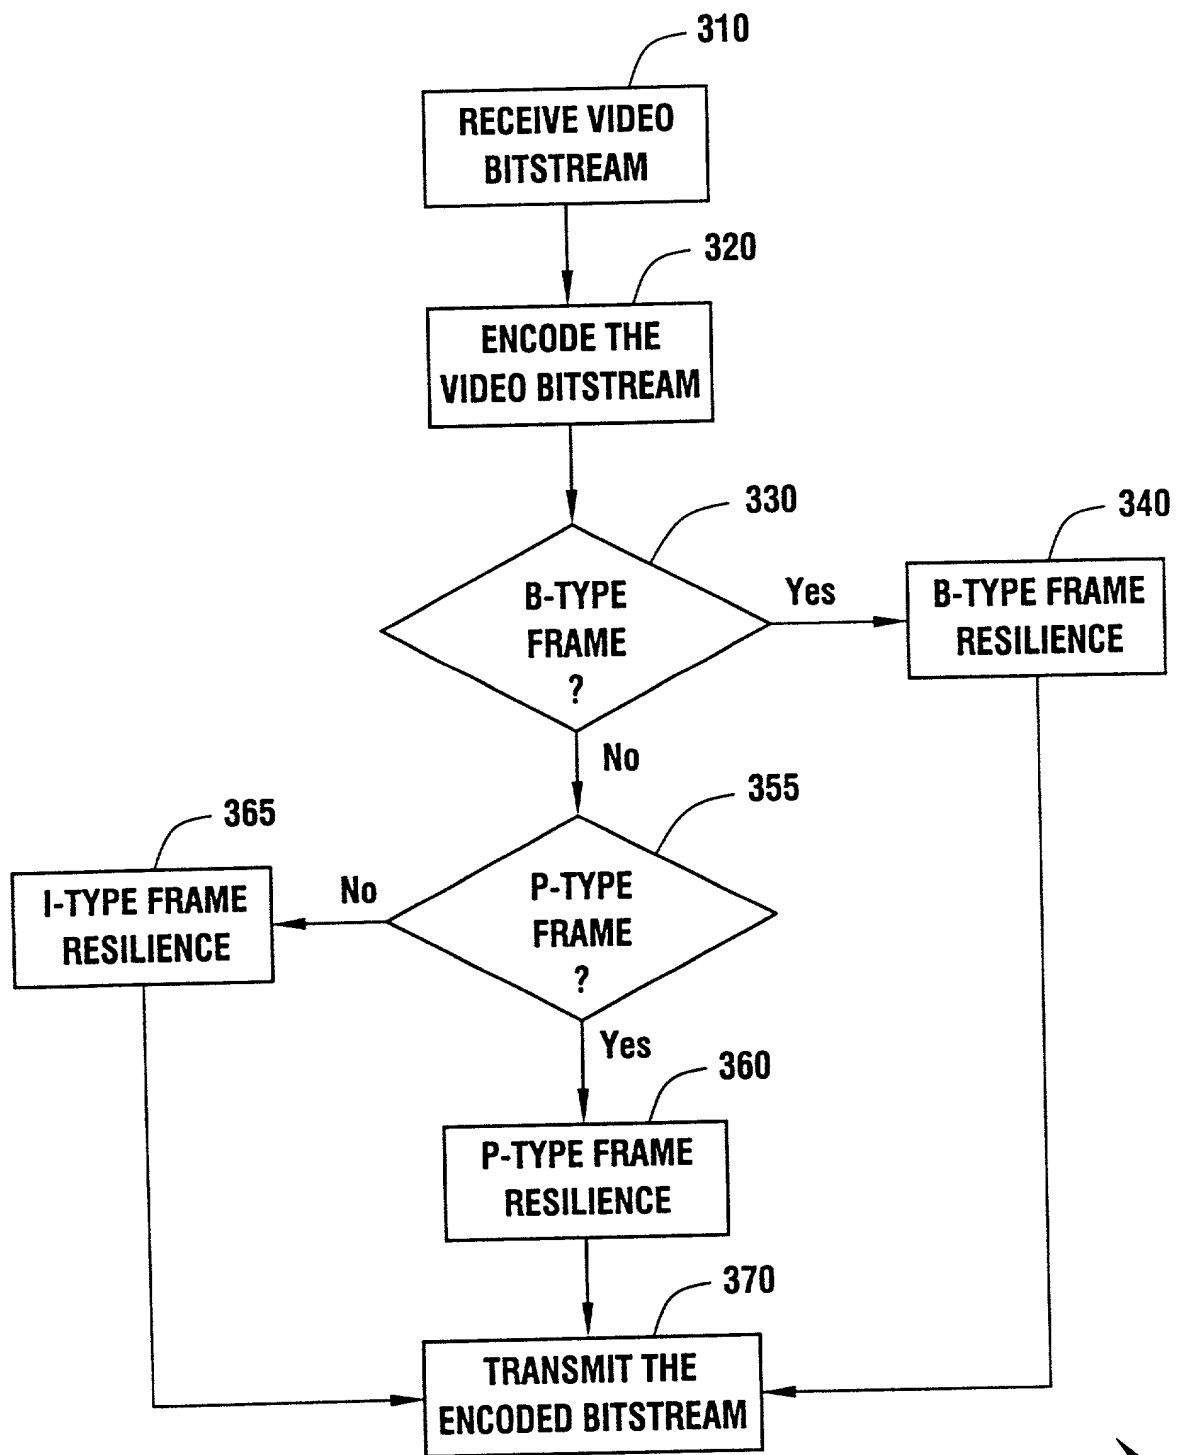 310
RECEIVE VIDEO
BITSTREAM
320
ENCODE THE
VIDEO BITSTREAM
330
B-TYPE
FRAME
?
Yes
340
B-TYPE FRAME
RESILIENCE
No
355
P-TYPE
FRAME
?
No
365
I-TYPE FRAME
RESILIENCE
Yes
360
P-TYPE FRAME
RESILIENCE
370
TRANSMIT THE
ENCODED BITSTREAM